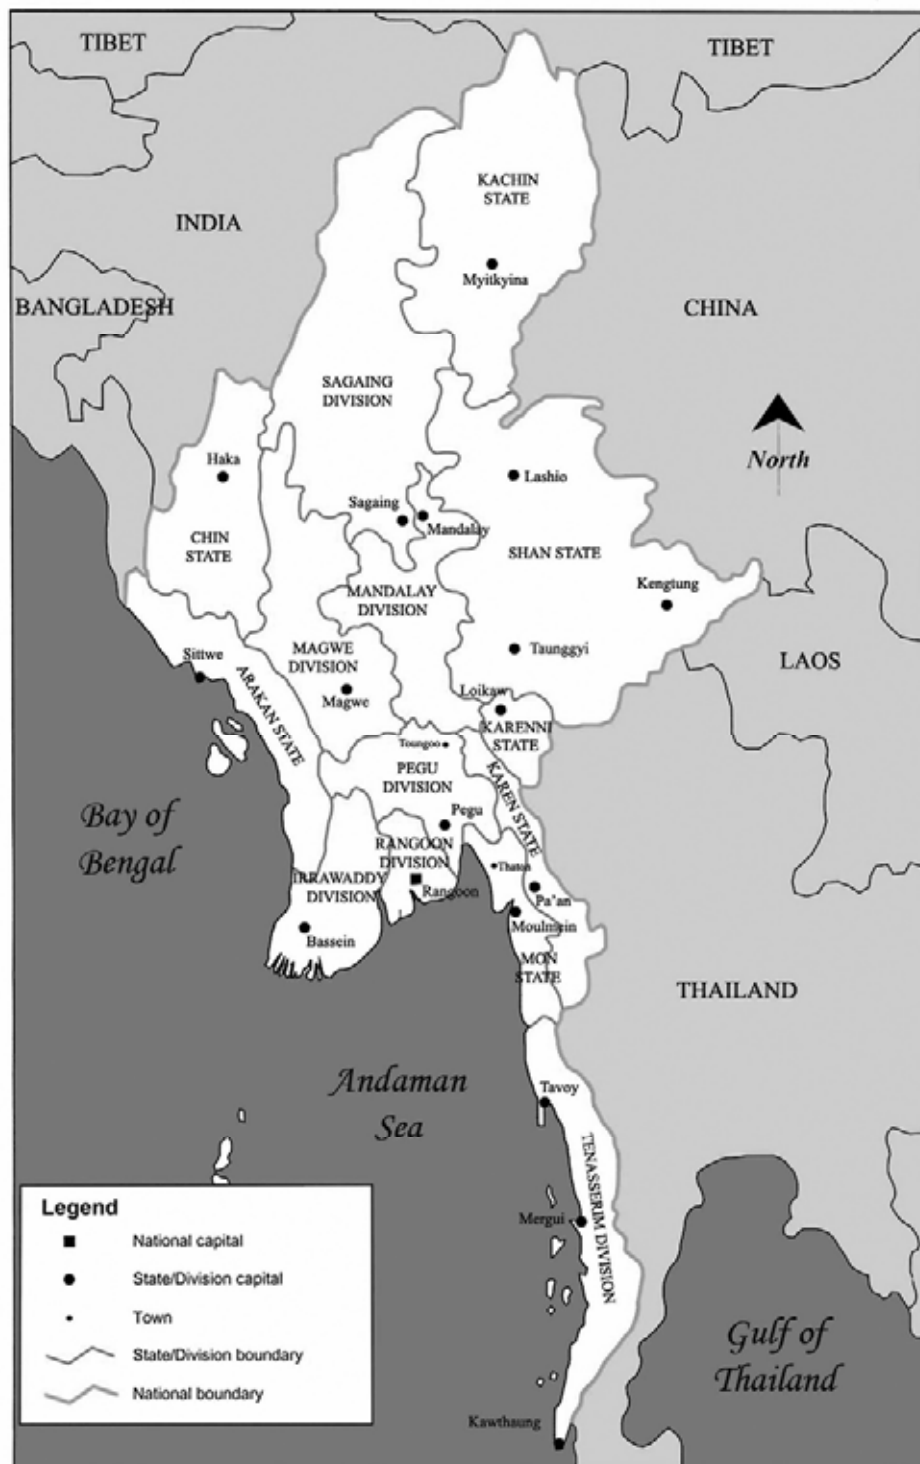 TIBET
TIBET
KACHIN
STATE
INDIA
Myitkyina
BANGLADESH
CHINA
SAGAING
DIVISION
North
Haka
Lashio
Sagaing
Mandalay
CHIN
STATE
SHAN STATE
MANDALAY
DIVISION
Kengtung
MAGWE
DIVISION
Taunggyi
LAOS
Sittwe
ARAKAN STATE
Magwe
Loikaw
KARENNI
STATE
Toungoo
PEGU
DIVISION
KAREN STATE
Bay of
Bengal
Pegu
RANGOON
DIVISION
IRRAWADDY
DIVISION
Rangoon
Thaton
Pa'an
Moulmein
Bassein
MON
STATE
THAILAND
Andaman
Sea
Tavoy
TENASSERIM DIVISION
Mergui
Gulf of
Thailand
Kawthaung
Legend
National capital
State/Division capital
Town
State/Division boundary
National boundary